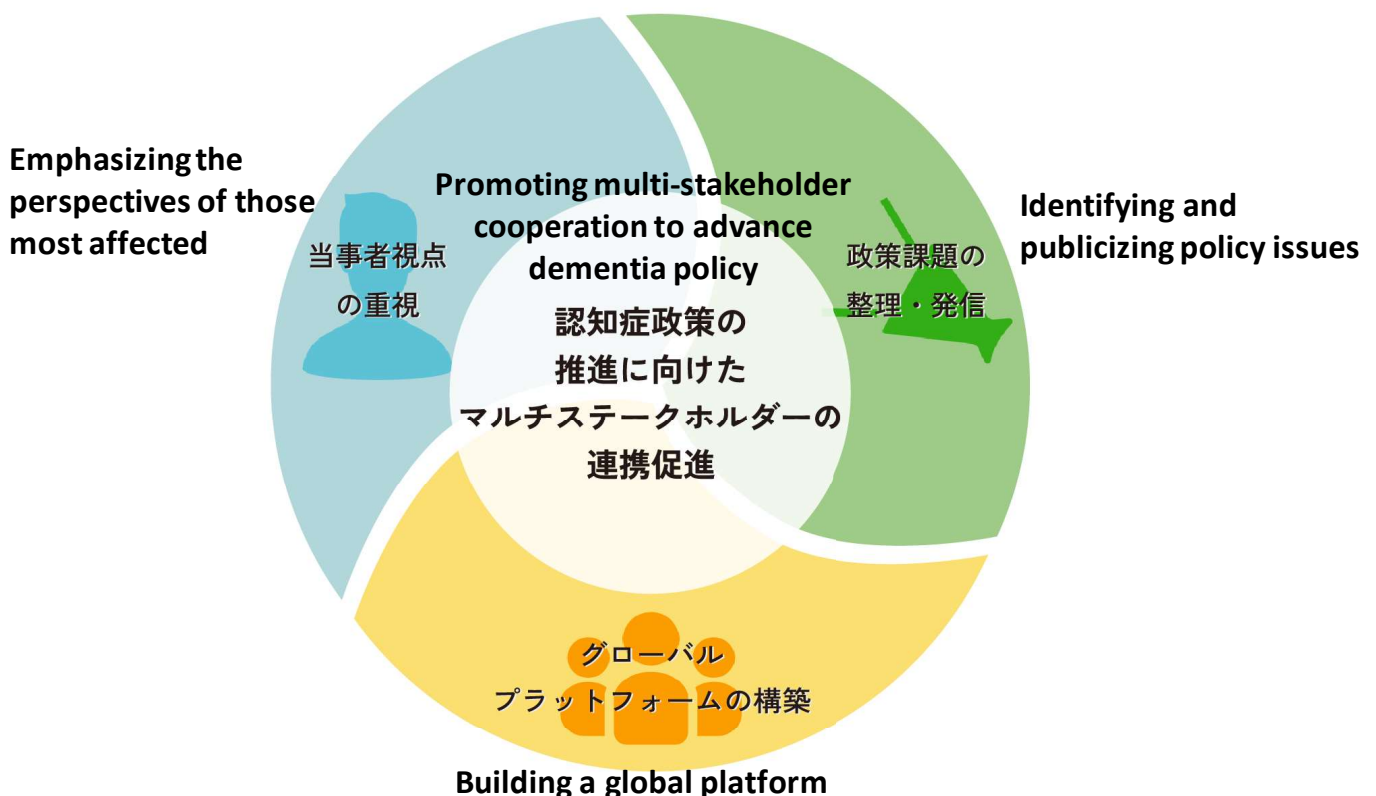 Emphasizing the
perspectives of those
most affected
当事者視点
の重視
Promoting multi-stakeholder
cooperation to advance
dementia policy
認知症政策の
推進に向けた
マルチステークホルダーの
連携促進
政策課題の
整理・発信
Identifying and
publicizing policy issues
グローバル
プラットフォームの構築
Building a global platform